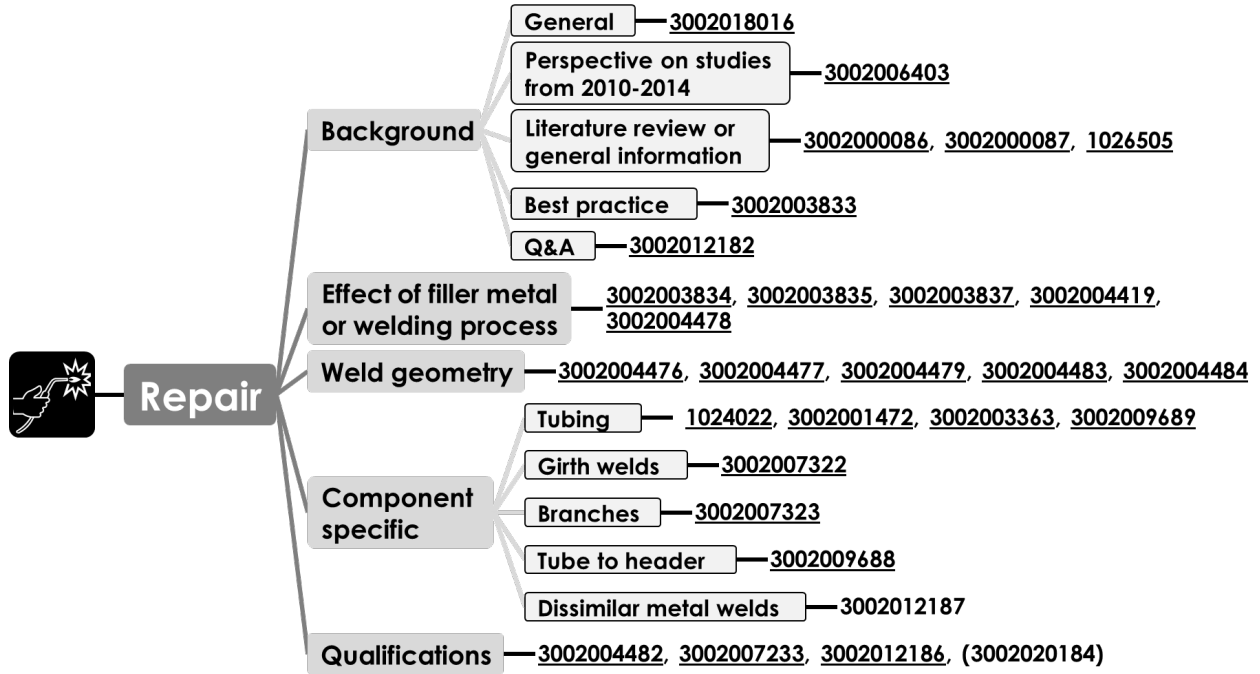 General
3002018016
Perspective on studies
from 2010-2014
3002006403
Background
Literature review or
general information
3002000086, 3002000087, 1026505
Best practice
3002003833
Q&A
3002012182
Effect of filler metal
or welding process
3002003834, 3002003835, 3002003837, 3002004419,
3002004478
Repair
Weld geometry
3002004476, 3002004477, 3002004479, 3002004483, 3002004484
Component
specific
Tubing
1024022, 3002001472, 3002003363, 3002009689
Girth welds
3002007322
Branches
3002007323
Tube to header
3002009688
Dissimilar metal welds
3002012187
Qualifications
3002004482, 3002007233, 3002012186, (3002020184)